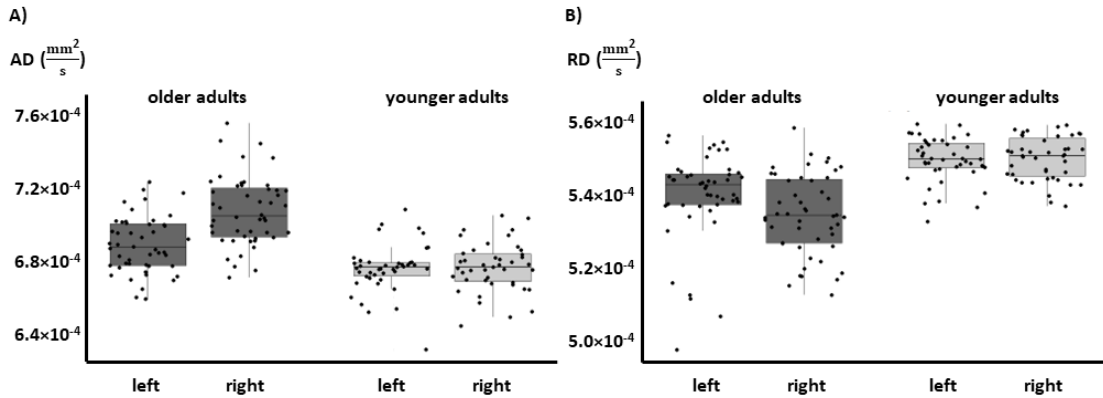 A)
AD (mm²/s)
older adults
younger adults
7.6×10⁻⁴
7.2×10⁻⁴
6.8×10⁻⁴
6.4×10⁻⁴
left right left right
B)
RD (mm²/s)
older adults
younger adults
5.6×10⁻⁴
5.4×10⁻⁴
5.2×10⁻⁴
5.0×10⁻⁴
left right left right